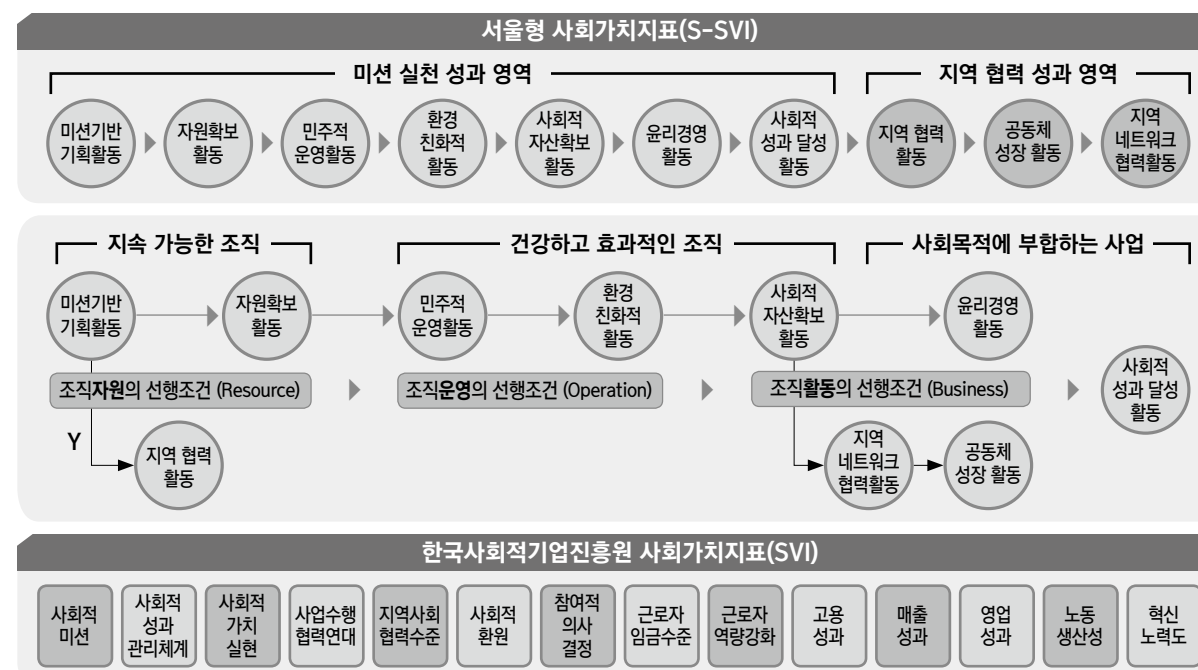 서울형 사회가치지표(S-SVI)
미션 실천 성과 영역
지역 협력 성과 영역
미션기반
기획활동
자원확보
활동
민주적
운영활동
환경
친화적
활동
사회적
자산확보
활동
윤리경영
활동
사회적
성과 달성
활동
지역 협력
활동
공동체
성장 활동
지역
네트워크
협력활동
지속 가능한 조직
건강하고 효과적인 조직
사회목적에 부합하는 사업
미션기반
기획활동
자원확보
활동
민주적
운영활동
환경
친화적
활동
사회적
자산확보
활동
윤리경영
활동
조직자원의 선행조건 (Resource)
조직운영의 선행조건 (Operation)
조직활동의 선행조건 (Business)
사회적
성과 달성
활동
Y
지역 협력
활동
지역
네트워크
협력활동
공동체
성장 활동
한국사회적기업진흥원 사회가치지표(SVI)
사회적
미션
사회적
성과
관리체계
사회적
가치
실현
사업수행
협력연대
지역사회
협력수준
사회적
환원
참여적
의사
결정
근로자
임금수준
근로자
역량강화
고용
성과
매출
성과
영업
성과
노동
생산성
혁신
노력도